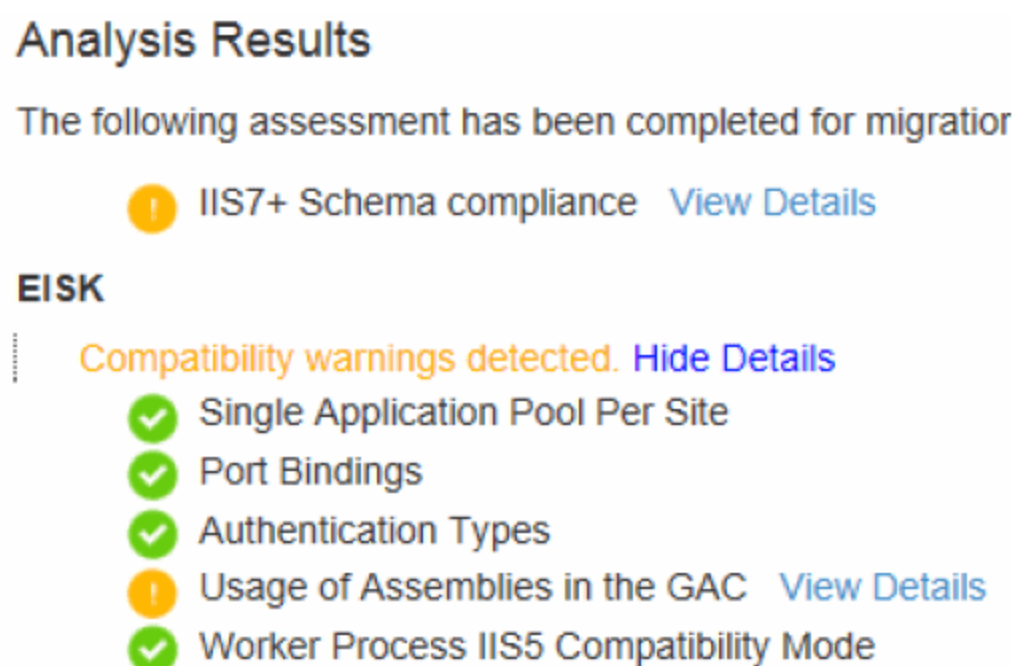 Analysis Results
The following assessment has been completed for migration
IIS7+ Schema compliance View Details
EISK
Compatibility warnings detected. Hide Details
Single Application Pool Per Site
Port Bindings
Authentication Types
Usage of Assemblies in the GAC View Details
Worker Process IIS5 Compatibility Mode